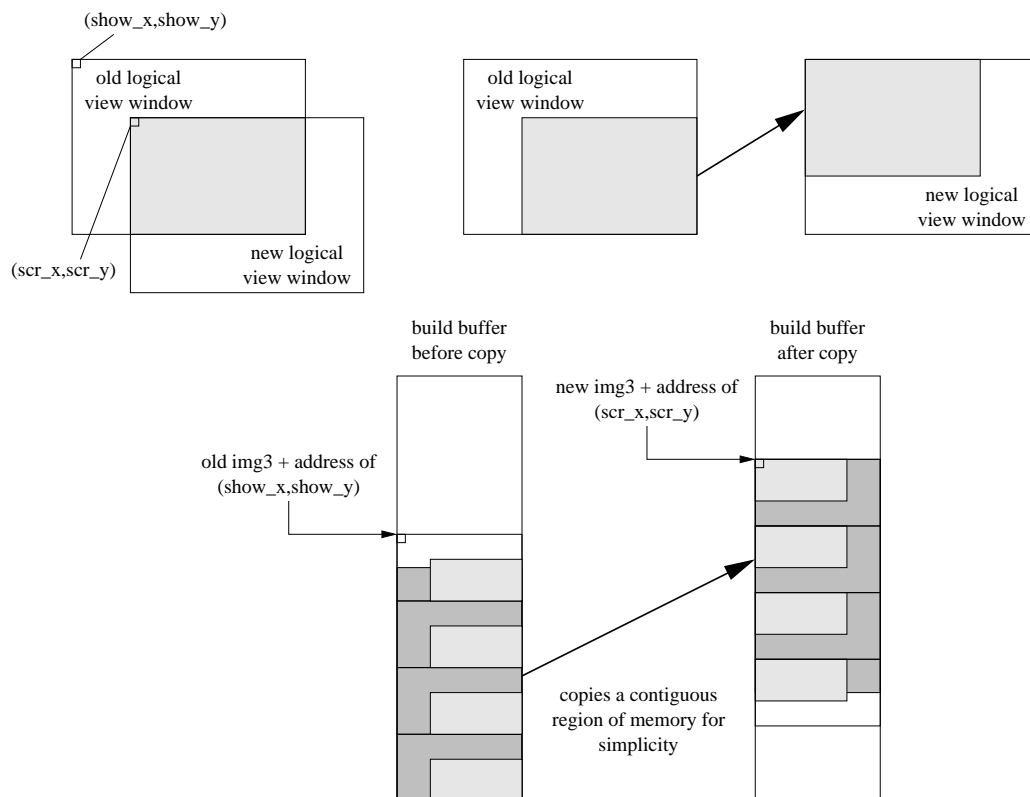 (show_x,show_y)
old logical
view window
new logical
view window
(scr_x,scr_y)
old logical
view window
new logical
view window
build buffer
before copy
build buffer
after copy
new img3 + address of
(scr_x,scr_y)
old img3 + address of
(show_x,show_y)
copies a contiguous
region of memory for
simplicity